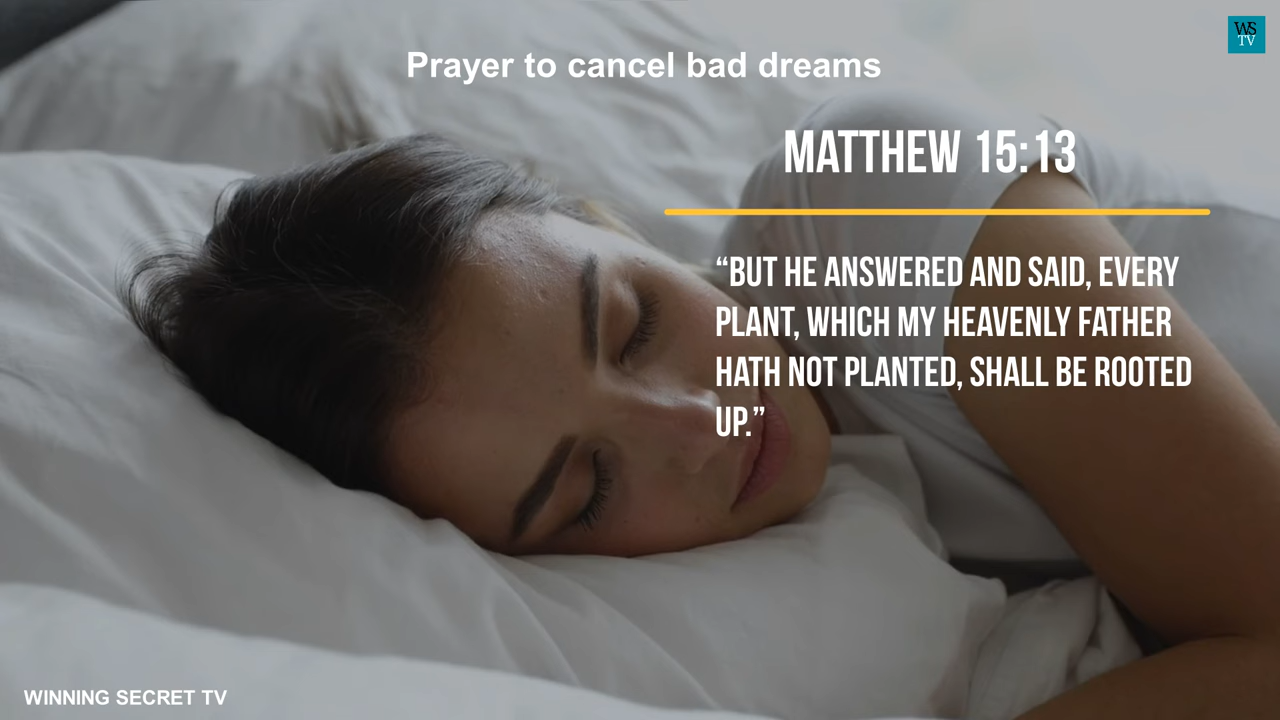 WS
TV
Prayer to cancel bad dreams
MATTHEW 15:13
“BUT HE ANSWERED AND SAID, EVERY
PLANT, WHICH MY HEAVENLY FATHER
HATH NOT PLANTED, SHALL BE ROOTED
UP.”
WINNING SECRET TV